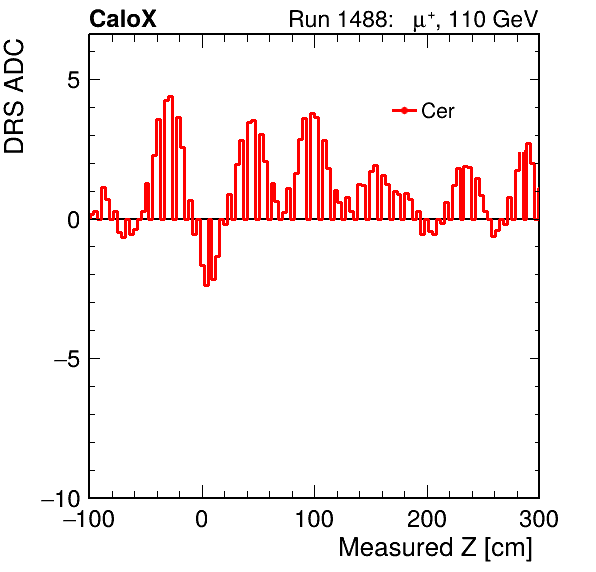 CaloX Run 1488: μ⁺, 110 GeV
DRS ADC
5
Cer
0
−5
−10
−100 0 100 200 300
Measured Z [cm]